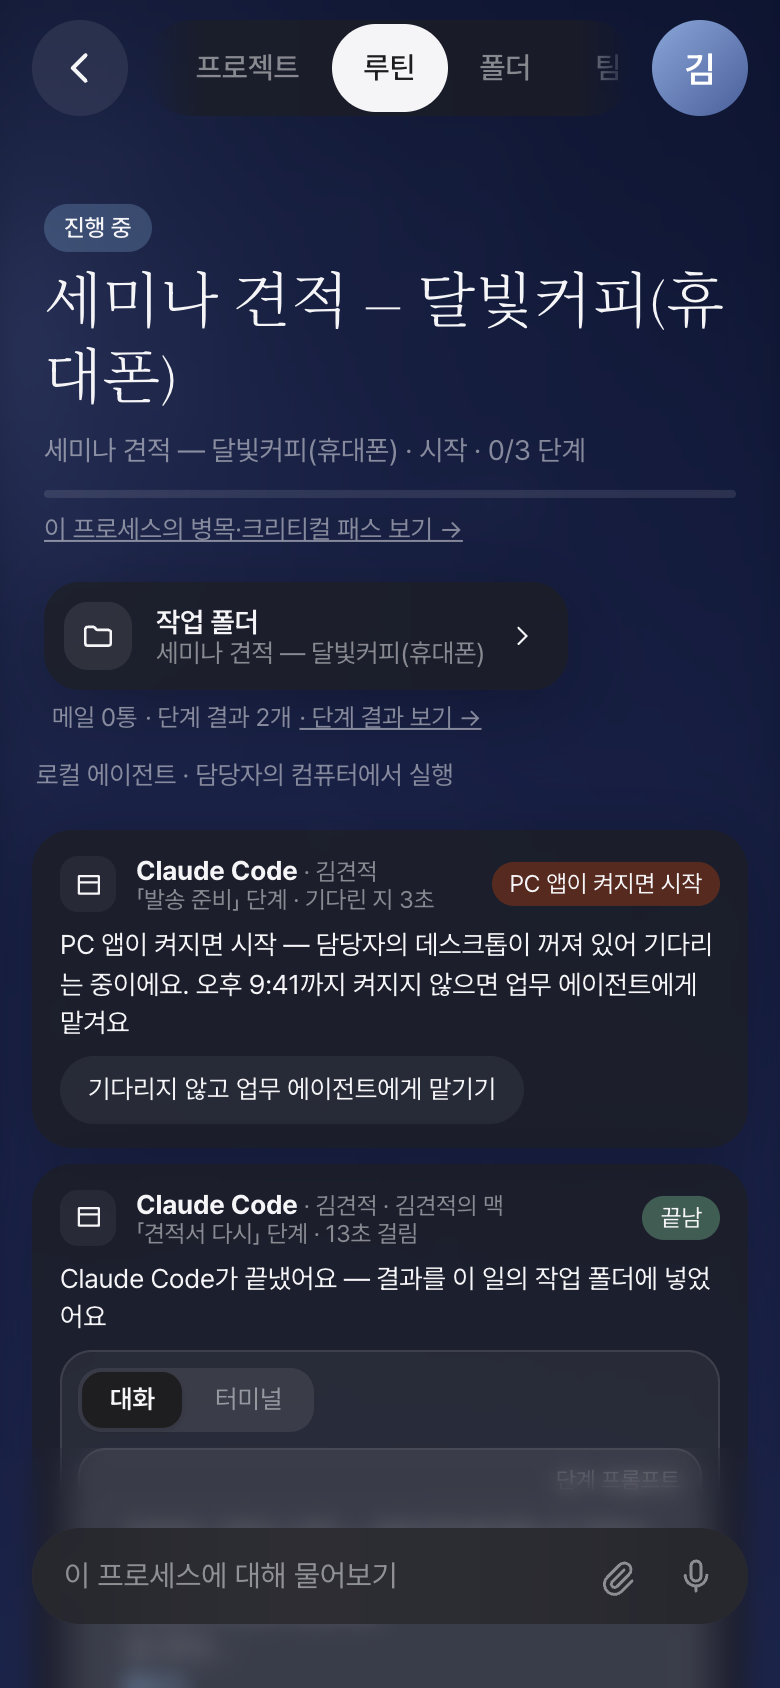 프로젝트 루틴 폴더 팀
김
진행 중
세미나 견적 – 달빛커피(휴
대폰)
세미나 견적 — 달빛커피(휴대폰) · 시작 · 0/3 단계
이 프로세스의 병목·크리티컬 패스 보기 →
작업 폴더
세미나 견적 — 달빛커피(휴대폰)
메일 0통 · 단계 결과 2개 · 단계 결과 보기 →
로컬 에이전트 · 담당자의 컴퓨터에서 실행
Claude Code · 김견적
「발송 준비」 단계 · 기다린 지 3초
PC 앱이 켜지면 시작
PC 앱이 켜지면 시작 — 담당자의 데스크톱이 꺼져 있어 기다리
는 중이에요. 오후 9:41까지 켜지지 않으면 업무 에이전트에게
맡겨요
기다리지 않고 업무 에이전트에게 맡기기
Claude Code · 김견적 · 김견적의 맥
「견적서 다시」 단계 · 13초 걸림
끝남
Claude Code가 끝냈어요 — 결과를 이 일의 작업 폴더에 넣었
어요
대화 터미널
단계 프롬프트
이 프로세스에 대해 물어보기